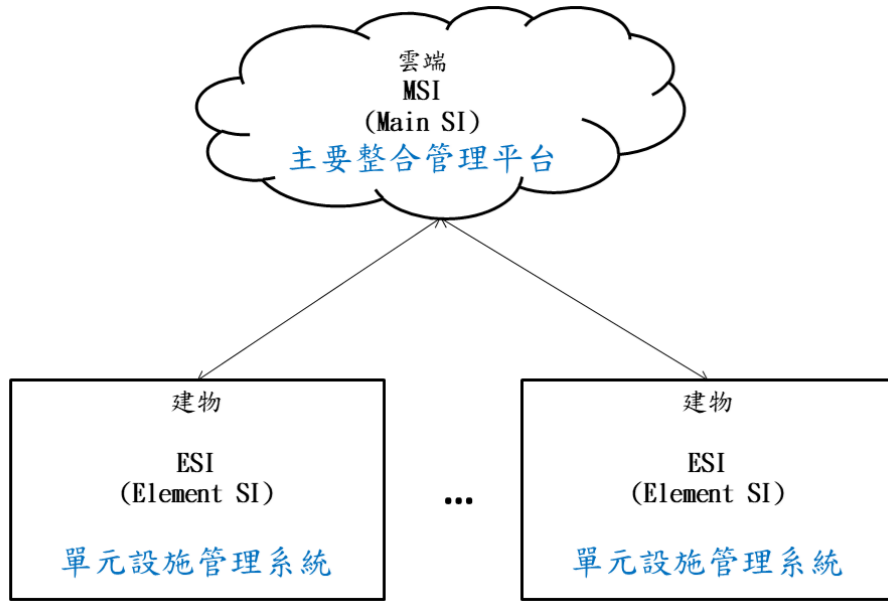 雲端
MSI
(Main SI)
主要整合管理平台
建物
ESI
(Element SI)
單元設施管理系統
...
建物
ESI
(Element SI)
單元設施管理系統